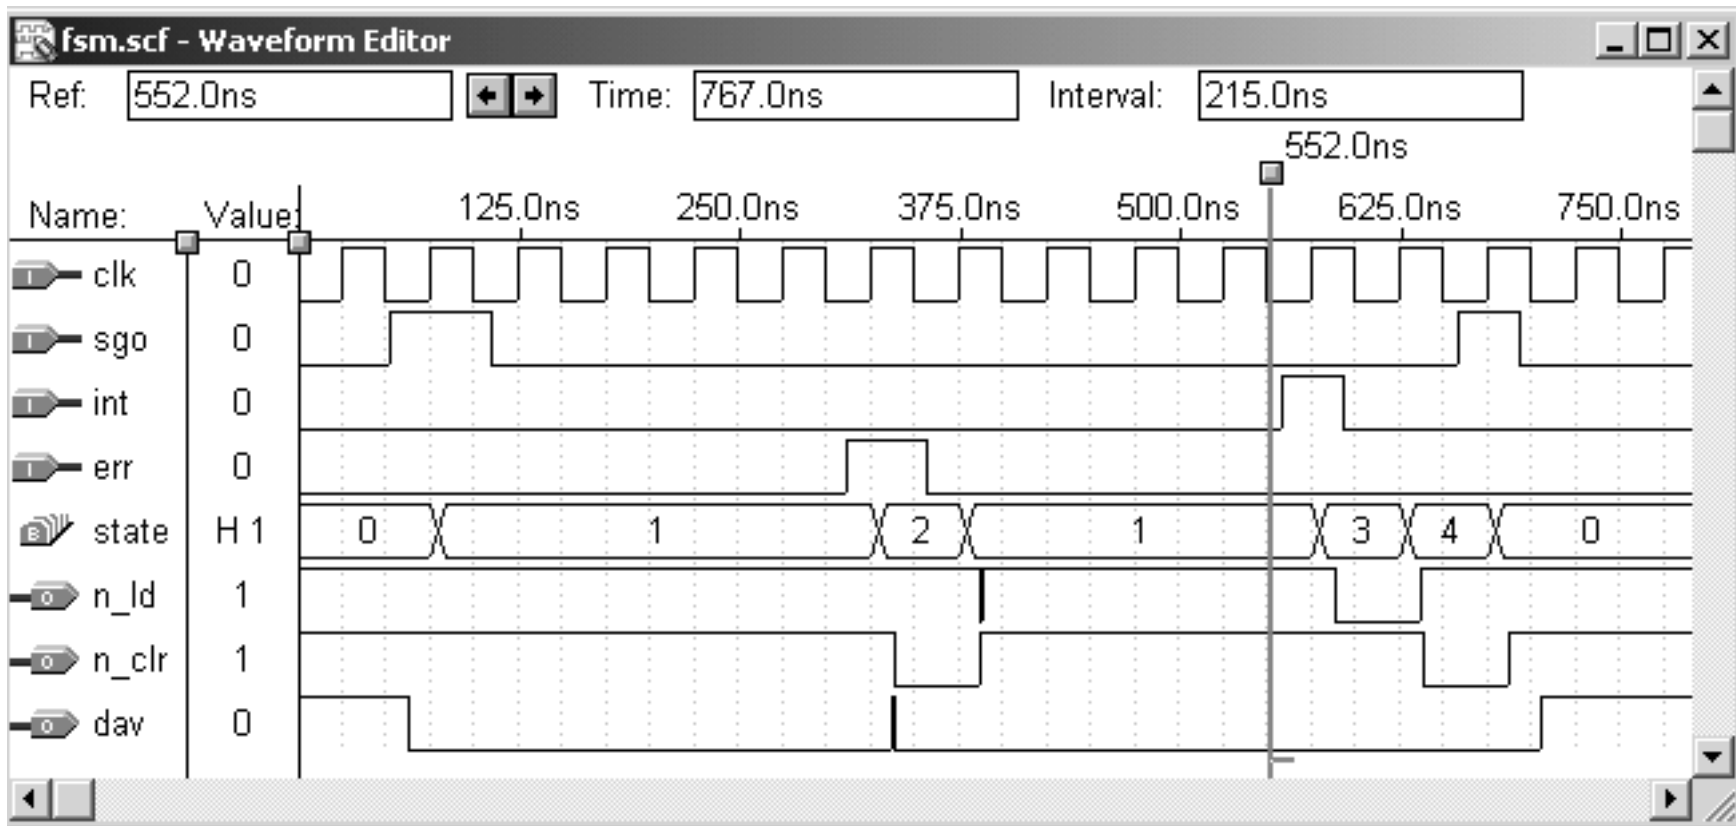 fsm.scf - Waveform Editor
Ref: 552.0ns Time: 767.0ns Interval: 215.0ns
552.0ns
Name: Value: 125.0ns 250.0ns 375.0ns 500.0ns 625.0ns 750.0ns
I clk 0
I sgo 0
I int 0
I err 0
B state H 1 0 1 2 1 3 4 0
O n_ld 1
O n_clr 1
O dav 0